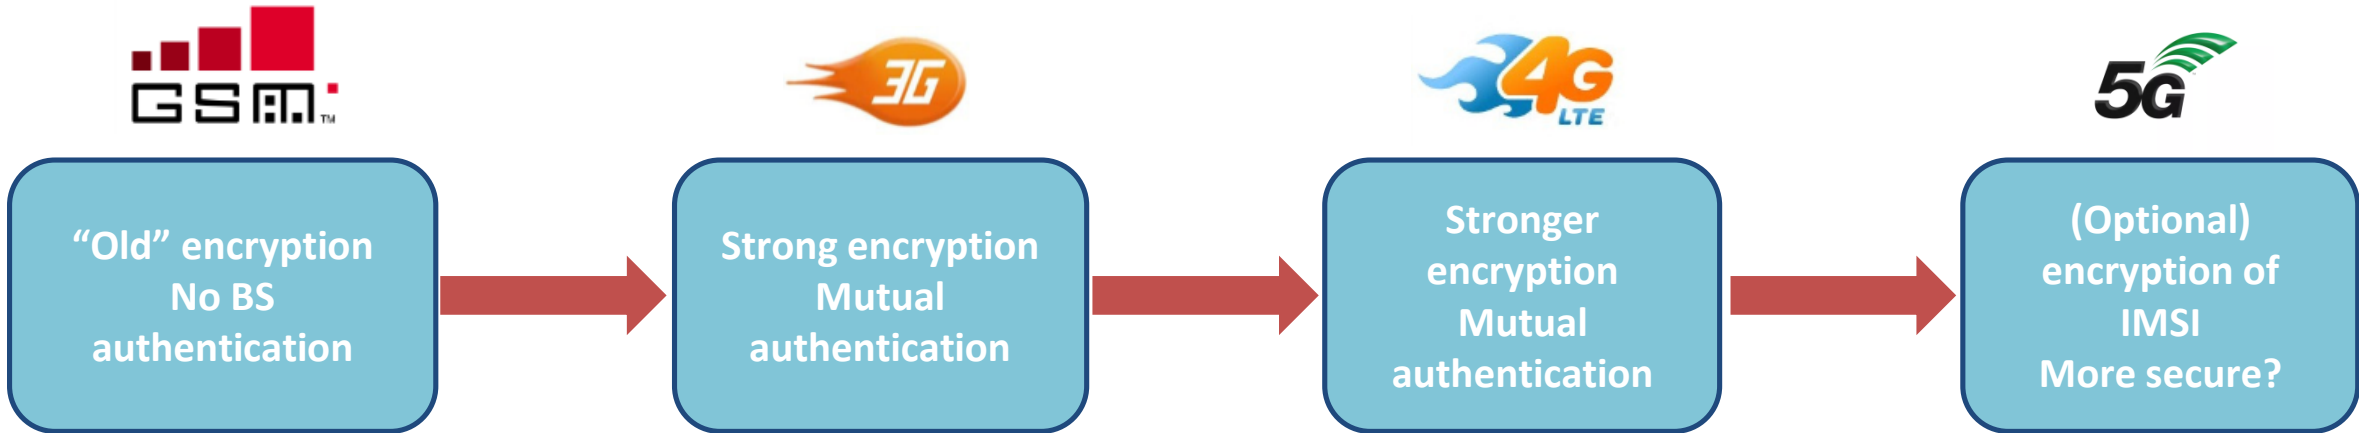 GSM
TM
3G
4G
LTE
5G
“Old” encryption
No BS
authentication
Strong encryption
Mutual
authentication
Stronger
encryption
Mutual
authentication
(Optional)
encryption of
IMSI
More secure?